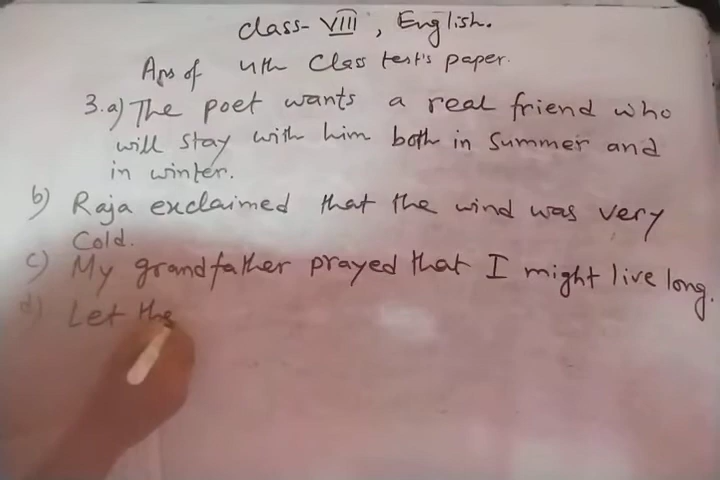 class- VIII, English.
Ans of 4th Class test's paper.
3.a) The poet wants a real friend who
will stay with him both in summer and
in winter.
b) Raja exclaimed that the wind was very
Cold.
c) My grandfather prayed that I might live long.
d) Let the